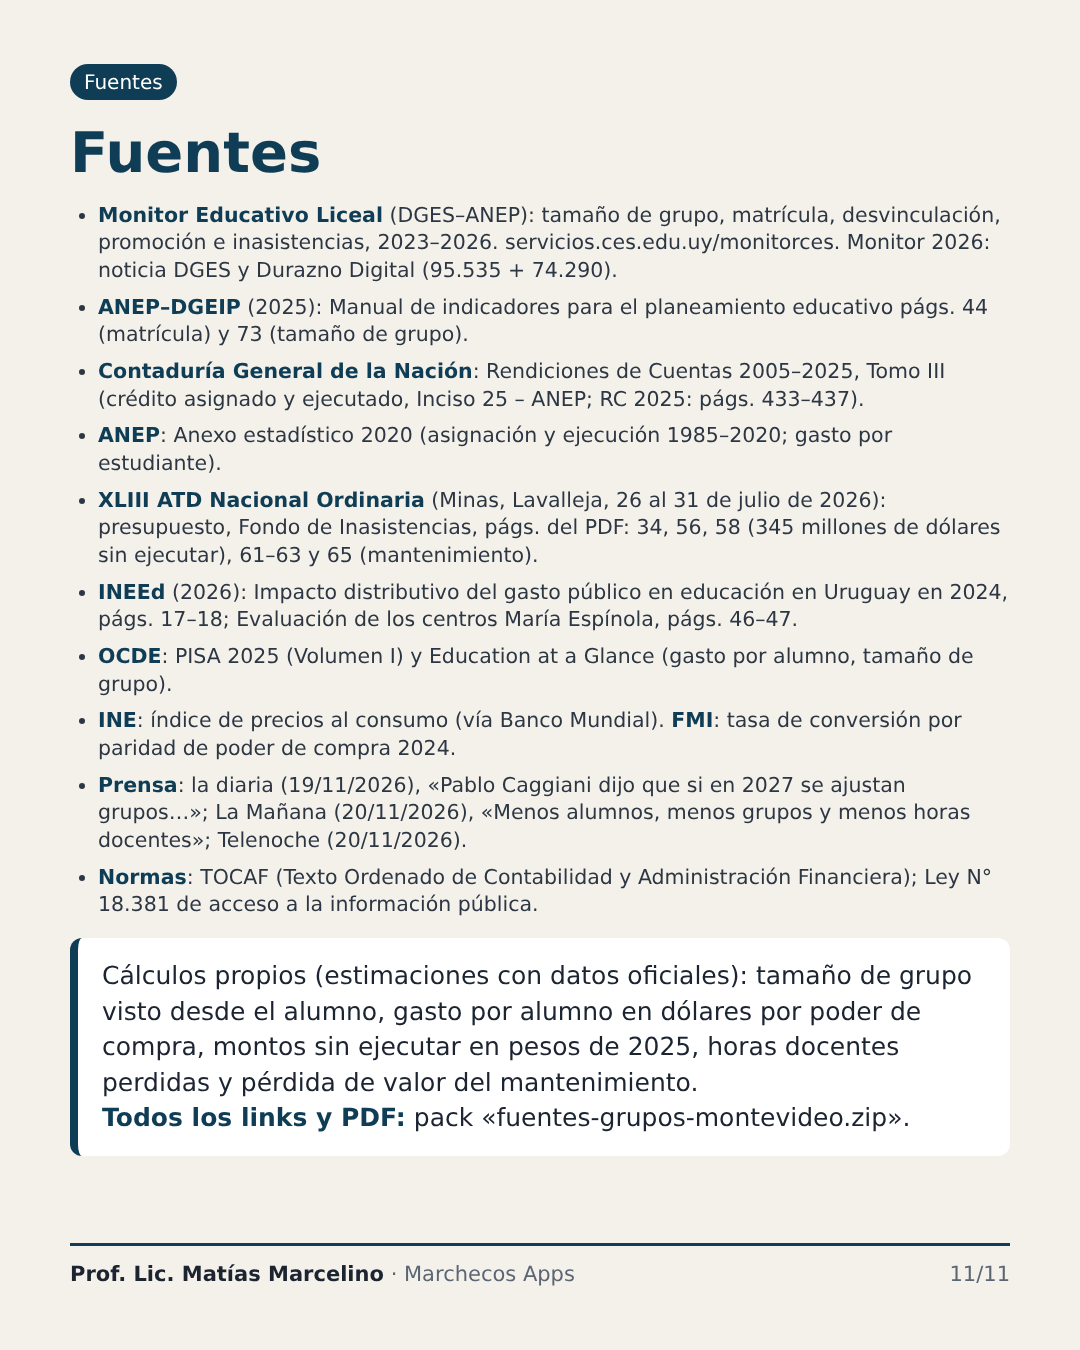 Fuentes
Fuentes
• Monitor Educativo Liceal (DGES–ANEP): tamaño de grupo, matrícula, desvinculación,
promoción e inasistencias, 2023–2026. servicios.ces.edu.uy/monitorces. Monitor 2026:
noticia DGES y Durazno Digital (95.535 + 74.290).
• ANEP–DGEIP (2025): Manual de indicadores para el planeamiento educativo págs. 44
(matrícula) y 73 (tamaño de grupo).
• Contaduría General de la Nación: Rendiciones de Cuentas 2005–2025, Tomo III
(crédito asignado y ejecutado, Inciso 25 – ANEP; RC 2025: págs. 433–437).
• ANEP: Anexo estadístico 2020 (asignación y ejecución 1985–2020; gasto por
estudiante).
• XLIII ATD Nacional Ordinaria (Minas, Lavalleja, 26 al 31 de julio de 2026):
presupuesto, Fondo de Inasistencias, págs. del PDF: 34, 56, 58 (345 millones de dólares
sin ejecutar), 61–63 y 65 (mantenimiento).
• INEEd (2026): Impacto distributivo del gasto público en educación en Uruguay en 2024,
págs. 17–18; Evaluación de los centros María Espínola, págs. 46–47.
• OCDE: PISA 2025 (Volumen I) y Education at a Glance (gasto por alumno, tamaño de
grupo).
• INE: índice de precios al consumo (vía Banco Mundial). FMI: tasa de conversión por
paridad de poder de compra 2024.
• Prensa: la diaria (19/11/2026), «Pablo Caggiani dijo que si en 2027 se ajustan
grupos…»; La Mañana (20/11/2026), «Menos alumnos, menos grupos y menos horas
docentes»; Telenoche (20/11/2026).
• Normas: TOCAF (Texto Ordenado de Contabilidad y Administración Financiera); Ley N°
18.381 de acceso a la información pública.
Cálculos propios (estimaciones con datos oficiales): tamaño de grupo
visto desde el alumno, gasto por alumno en dólares por poder de
compra, montos sin ejecutar en pesos de 2025, horas docentes
perdidas y pérdida de valor del mantenimiento.
Todos los links y PDF: pack «fuentes-grupos-montevideo.zip».
Prof. Lic. Matías Marcelino · Marchecos Apps
11/11